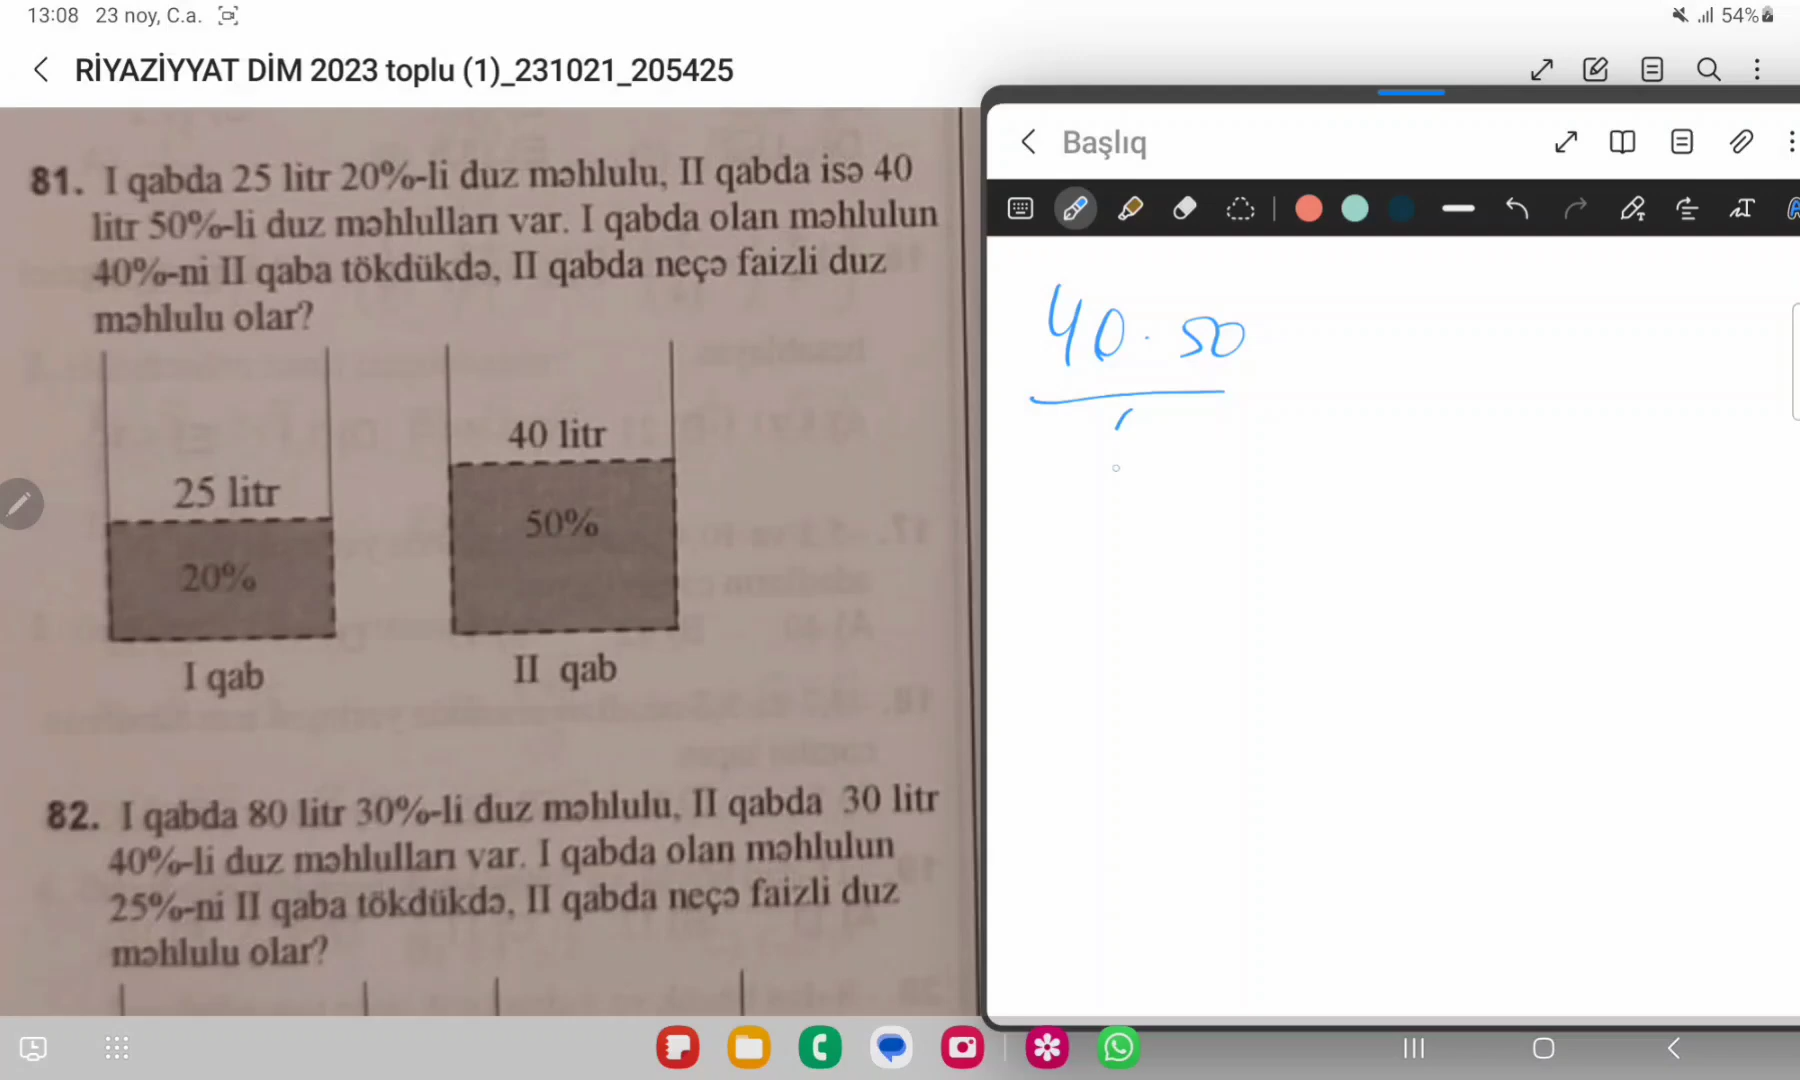 13:08 23 noy, C.a. 54%
RİYAZİYYAT DİM 2023 toplu (1)_231021_205425
81. I qabda 25 litr 20%-li duz məhlulu, II qabda isə 40
litr 50%-li duz məhlulları var. I qabda olan məhlulun
40%-ni II qaba tökdükdə, II qabda neçə faizli duz
məhlulu olar?
40 litr
25 litr
50%
20%
I qab
II qab
82. I qabda 80 litr 30%-li duz məhlulu, II qabda 30 litr
40%-li duz məhlulları var. I qabda olan məhlulun
25%-ni II qaba tökdükdə, II qabda neçə faizli duz
məhlulu olar?
Başlıq
40 · 50